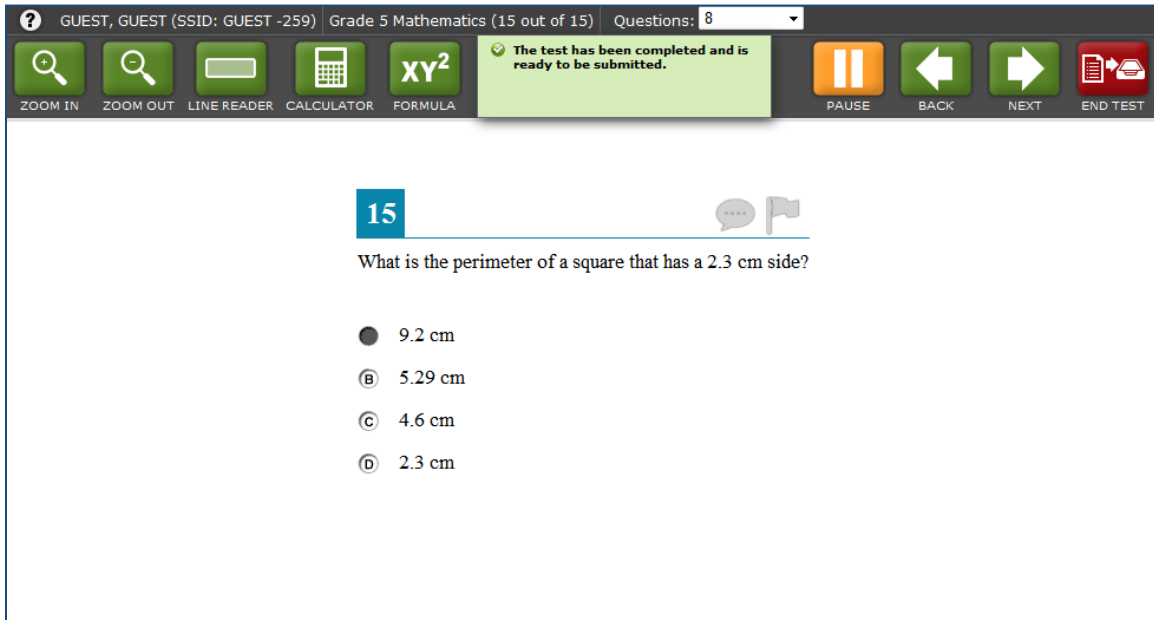 ? GUEST, GUEST (SSID: GUEST -259) Grade 5 Mathematics (15 out of 15) Questions: 8
ZOOM IN ZOOM OUT LINE READER CALCULATOR XY² FORMULA
The test has been completed and is
ready to be submitted.
PAUSE BACK NEXT END TEST
15
What is the perimeter of a square that has a 2.3 cm side?
9.2 cm
B 5.29 cm
C 4.6 cm
D 2.3 cm